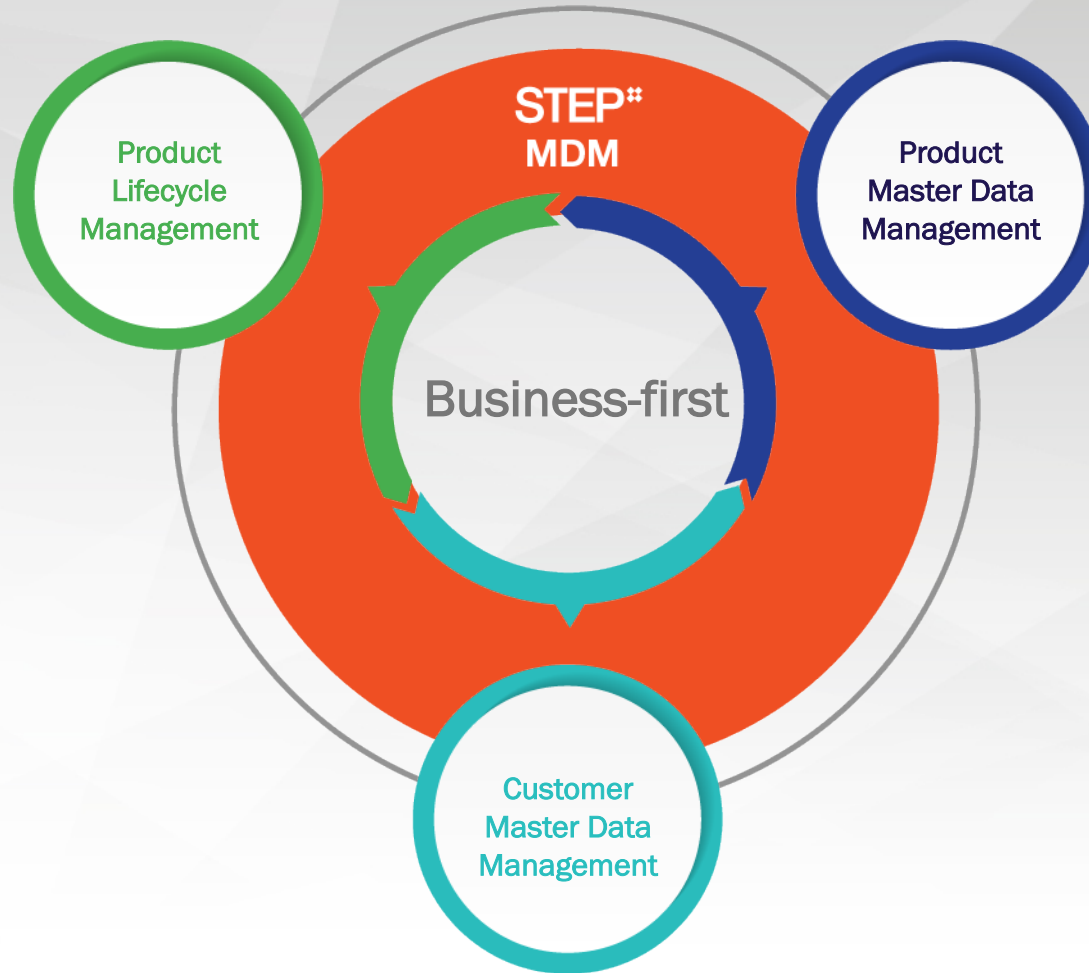 STEP
MDM
Product
Lifecycle
Management
Product
Master Data
Management
Business-first
Customer
Master Data
Management